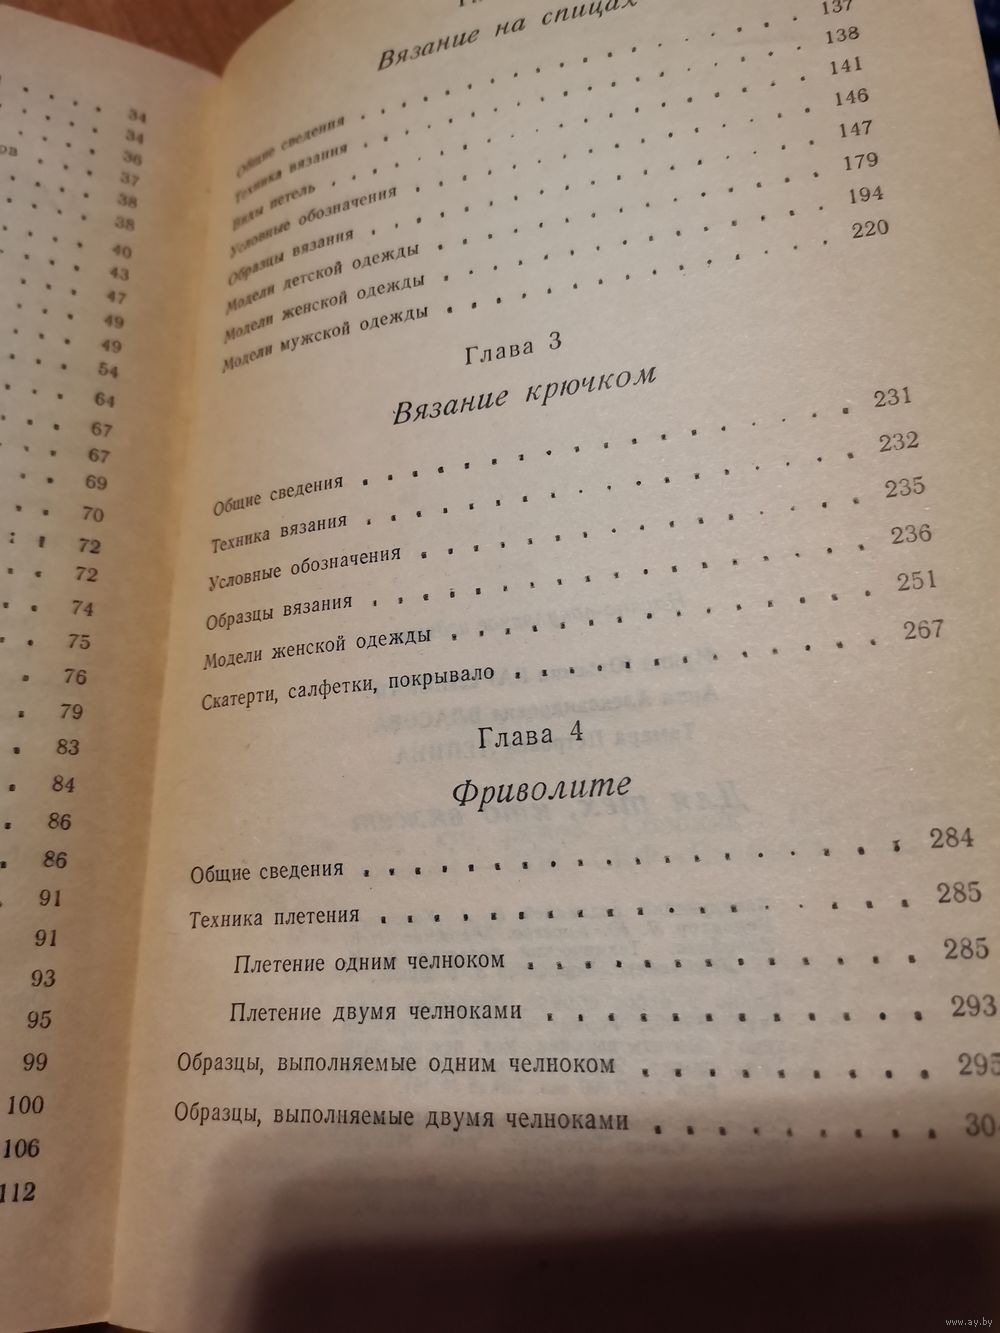 34
34
36
37
38
38
40
43
47
49
49
54
64
67
67
69
70
72
72
74
75
76
79
83
84
86
86
91
91
93
95
99
100
106
112
Вязание на спицах
Общие сведения . . . . . . . . . . . . . . . . 137
Техника вязания . . . . . . . . . . . . . . . . 138
Виды петель . . . . . . . . . . . . . . . . 141
Условные обозначения . . . . . . . . . . . . . . 146
Образцы вязания . . . . . . . . . . . . . . . . 147
Модели детской одежды . . . . . . . . . . . . . . 179
Модели женской одежды . . . . . . . . . . . . . . 194
Модели мужской одежды . . . . . . . . . . . . . . 220
Глава 3
Вязание крючком
Общие сведения . . . . . . . . . . . . . . . . 231
Техника вязания . . . . . . . . . . . . . . . . 232
Условные обозначения . . . . . . . . . . . . . . 235
Образцы вязания . . . . . . . . . . . . . . . . 236
Модели женской одежды . . . . . . . . . . . . . . 251
Скатерти, салфетки, покрывало . . . . . . . . . . . . 267
Глава 4
Фриволите
Общие сведения . . . . . . . . . . . . . . . . 284
Техника плетения . . . . . . . . . . . . . . . . 285
Плетение одним челноком . . . . . . . . . . . . . . 285
Плетение двумя челноками . . . . . . . . . . . . 293
Образцы, выполняемые одним челноком . . . . . . . . . 295
Образцы, выполняемые двумя челноками . . . . . . . . . 30
www.ay.by